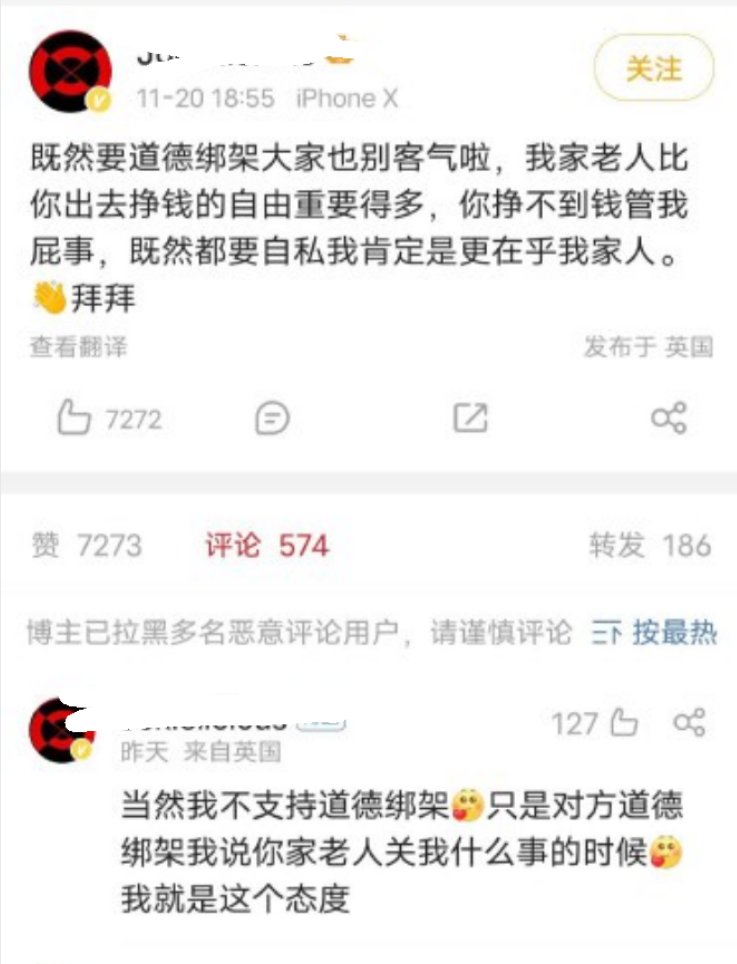 关注
11-20 18:55 iPhone X
既然要道德绑架大家也别客气啦，我家老人比
你出去挣钱的自由重要得多，你挣不到钱管我
屁事，既然都要自私我肯定是更在乎我家人。
👋拜拜
查看翻译 发布于 英国
7272
赞 7273 评论 574 转发 186
博主已拉黑多名恶意评论用户，请谨慎评论 按最热
127
昨天 来自英国
当然我不支持道德绑架😋只是对方道德
绑架我说你家老人关我什么事的时候😋
我就是这个态度